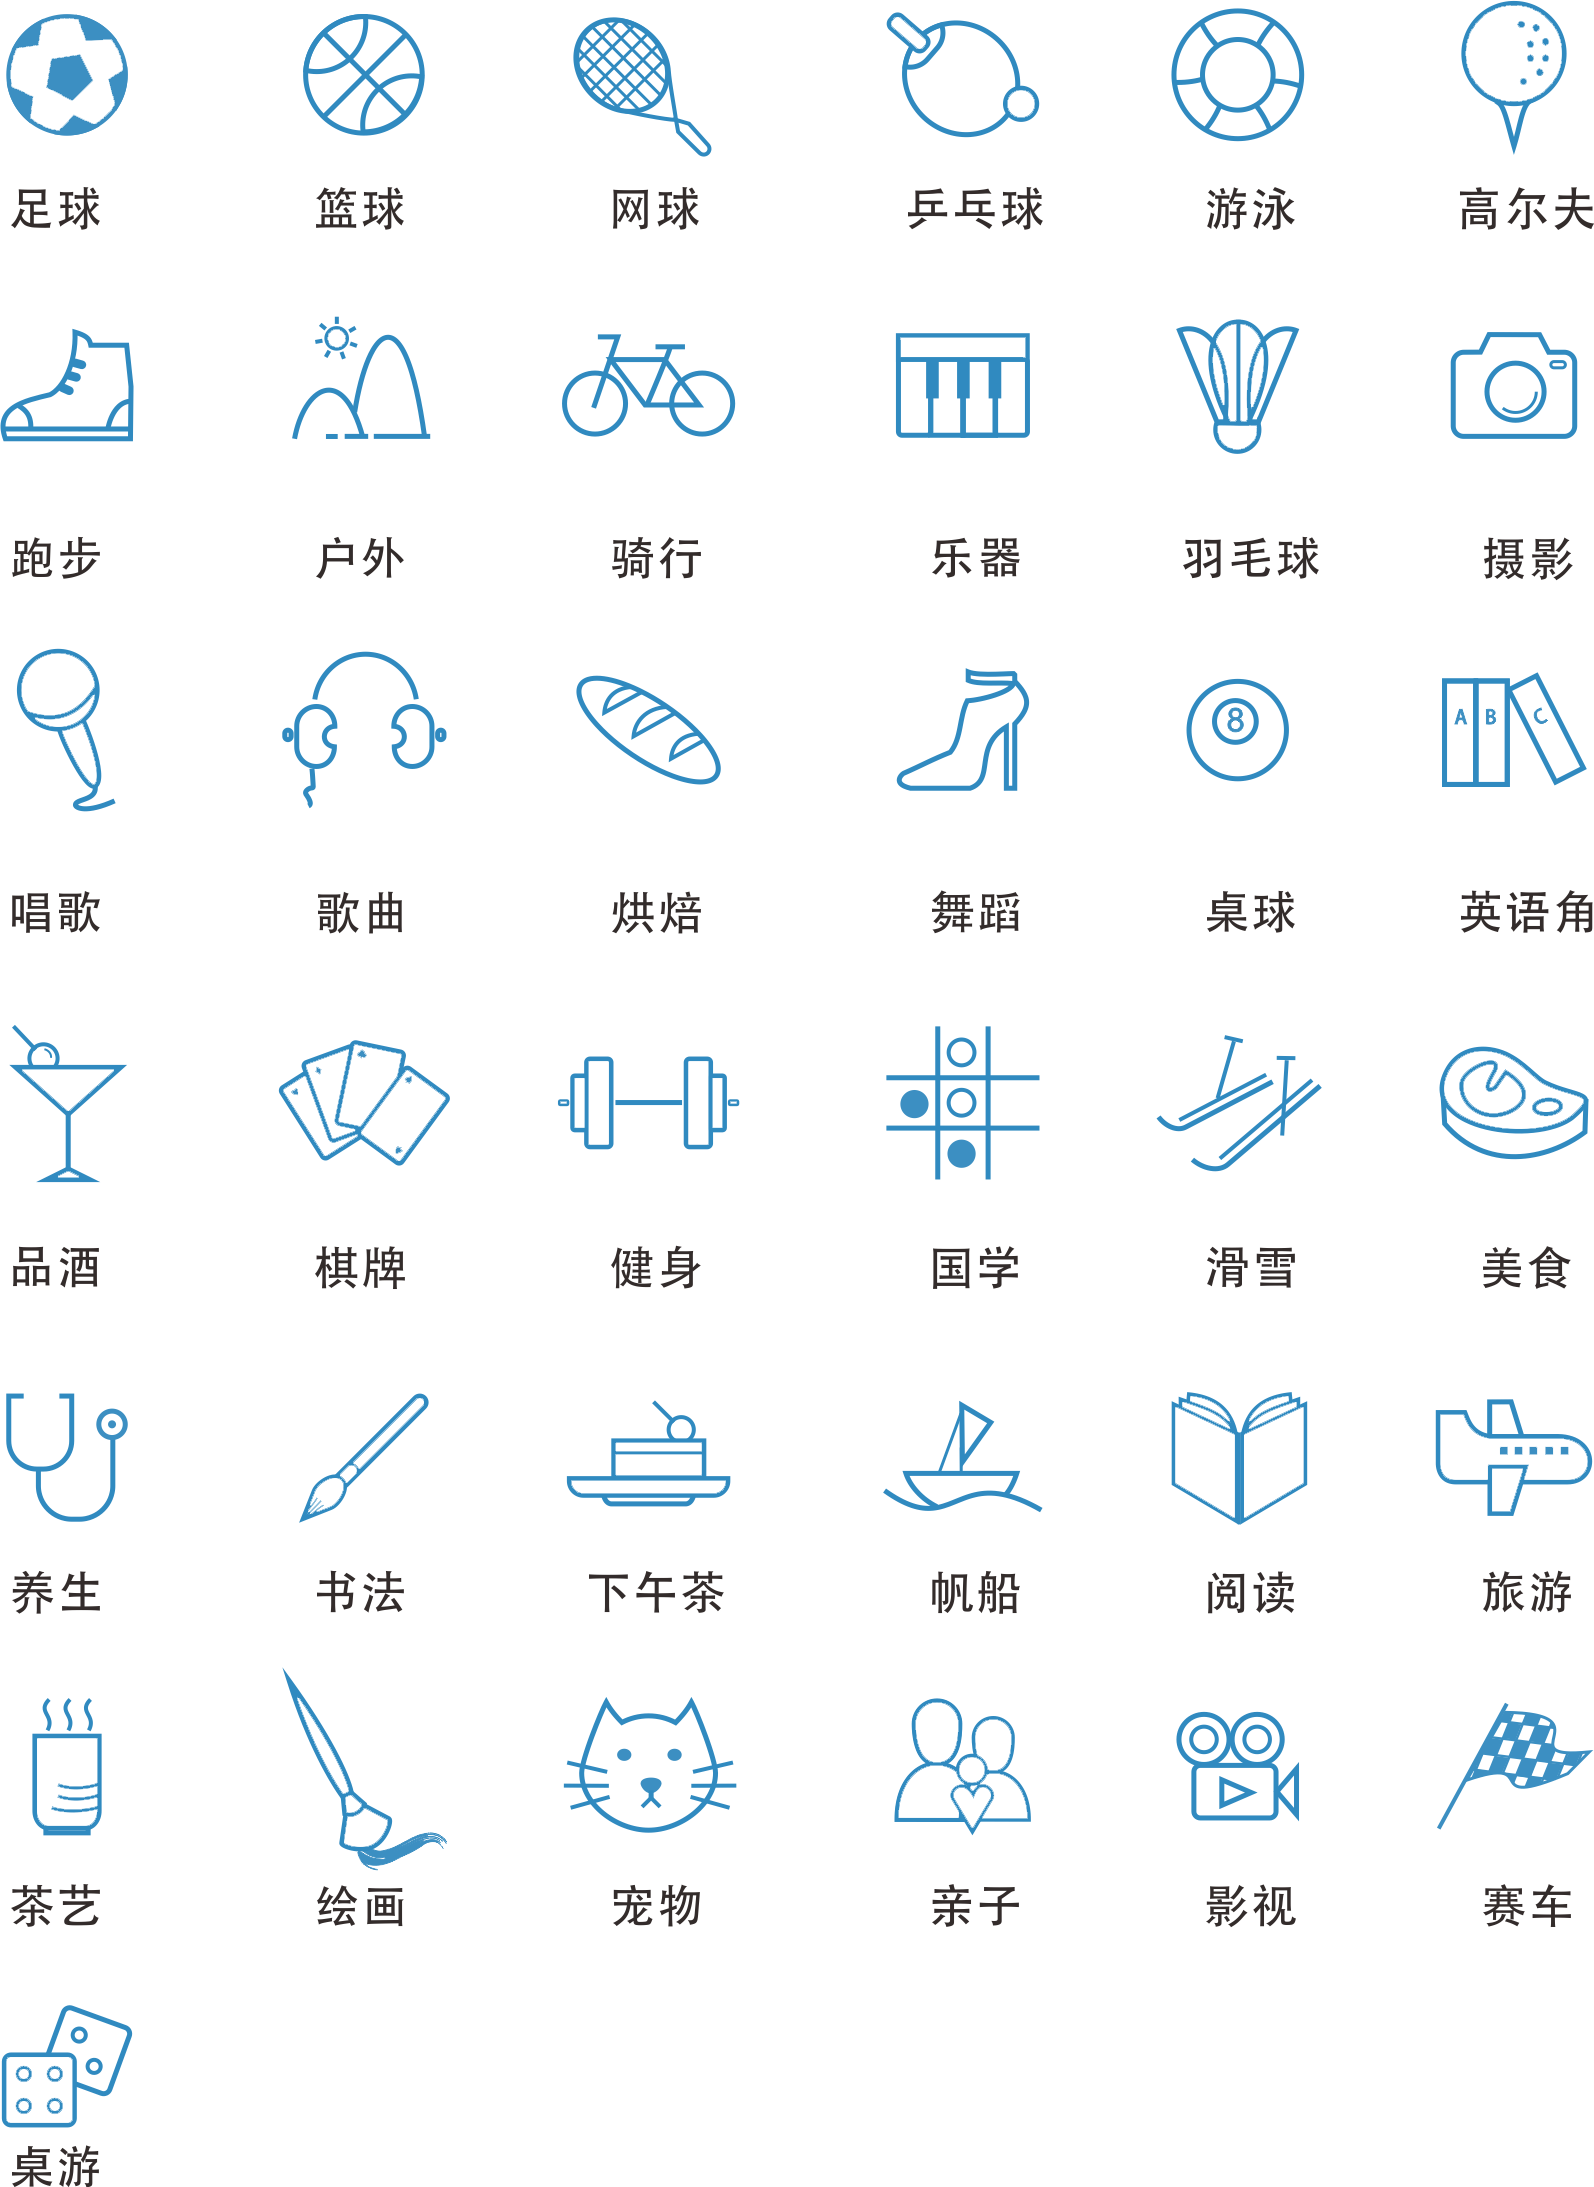 足球 篮球 网球 乒乓球 游泳 高尔夫
跑步 户外 骑行 乐器 羽毛球 摄影
8 A B C
唱歌 歌曲 烘焙 舞蹈 桌球 英语角
品酒 棋牌 健身 国学 滑雪 美食
养生 书法 下午茶 帆船 阅读 旅游
茶艺 绘画 宠物 亲子 影视 赛车
桌游